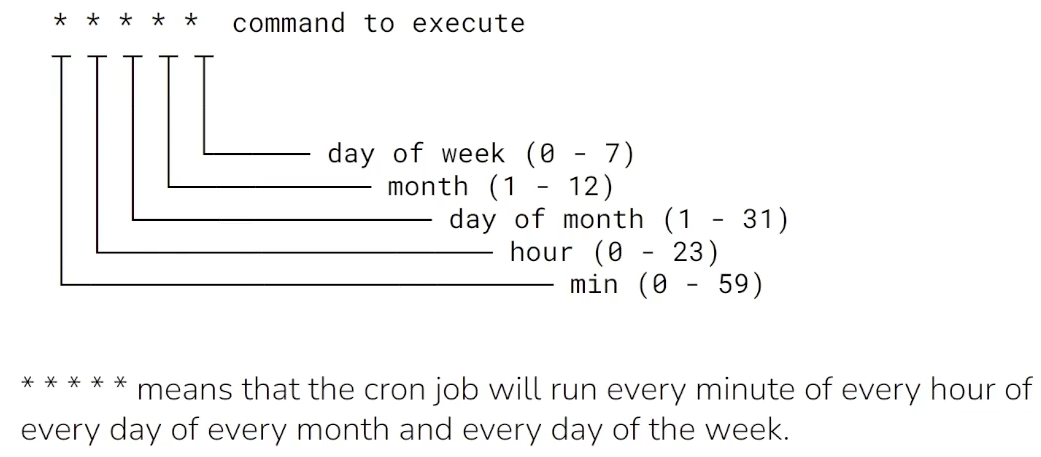 * * * * * command to execute
day of week (0 - 7)
month (1 - 12)
day of month (1 - 31)
hour (0 - 23)
min (0 - 59)
* * * * * means that the cron job will run every minute of every hour of
every day of every month and every day of the week.